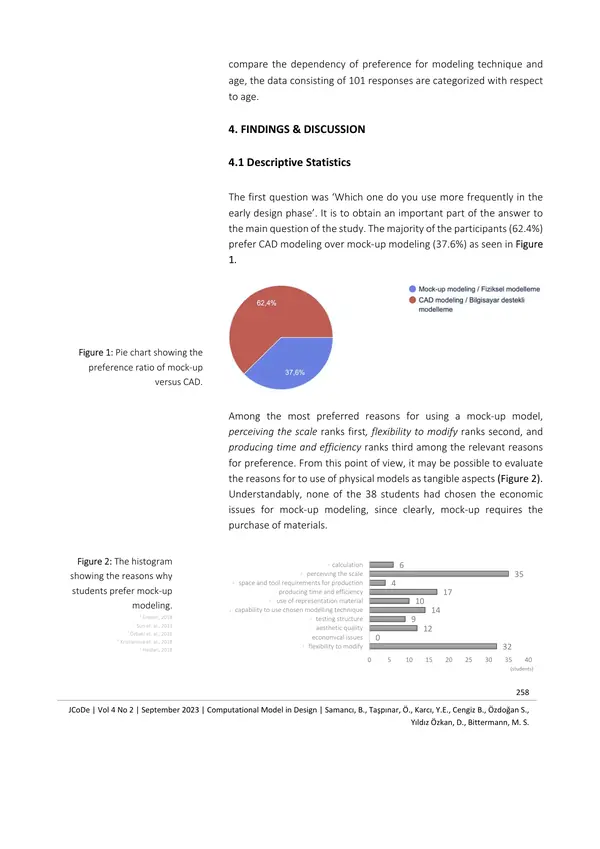 compare the dependency of preference for modeling technique and
age, the data consisting of 101 responses are categorized with respect
to age.
4. FINDINGS & DISCUSSION
4.1 Descriptive Statistics
The first question was ‘Which one do you use more frequently in the
early design phase’. It is to obtain an important part of the answer to
the main question of the study. The majority of the participants (62.4%)
prefer CAD modeling over mock-up modeling (37.6%) as seen in Figure
1.
62,4%
37,6%
Mock-up modeling / Fiziksel modelleme
CAD modeling / Bilgisayar destekli
modelleme
Figure 1: Pie chart showing the
preference ratio of mock-up
versus CAD.
Among the most preferred reasons for using a mock-up model,
perceiving the scale ranks first, flexibility to modify ranks second, and
producing time and efficiency ranks third among the relevant reasons
for preference. From this point of view, it may be possible to evaluate
the reasons for to use of physical models as tangible aspects (Figure 2).
Understandably, none of the 38 students had chosen the economic
issues for mock-up modeling, since clearly, mock-up requires the
purchase of materials.
Figure 2: The histogram
showing the reasons why
students prefer mock-up
modeling.
calculation 6
perceiving the scale 35
space and tool requirements for production 4
producing time and efficiency 17
use of representation material 10
capability to use chosen modelling technique 14
testing structure 9
aesthetic quality 12
economical issues 0
flexibility to modify 32
0 5 10 15 20 25 30 35 40
(students)
258
JCoDe | Vol 4 No 2 | September 2023 | Computational Model in Design | Samancı, B., Taşpınar, Ö., Karcı, Y.E., Cengiz B., Özdoğan S.,
Yıldız Özkan, D., Bittermann, M. S.